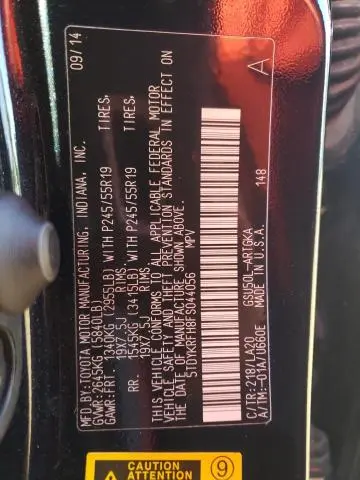 MFD BY:TOYOTA MOTOR MANUFACTURING, INDIANA, INC. 09/14
GVWR: 2645KG (5840LB)
GAWR:FRT. 1340KG (2955LB) WITH P245/55R19 TIRES,
19X7.5J RIMS
RR. 1545KG (3415LB) WITH P245/55R19 TIRES,
19X7.5J RIMS
THIS VEHICLE CONFORMS TO ALL APPLICABLE FEDERAL MOTOR
VEHICLE SAFETY AND THEFT PREVENTION STANDARDS IN EFFECT ON
THE DATE OF MANUFACTURE SHOWN ABOVE.
5TDYKRFH8FS044056 MPV
A
148
C/TR:218/LA20 GSU50L-ARTGKA
A/TM:-01A/U660E MADE IN U.S.A.
CAUTION
ATTENTION
9